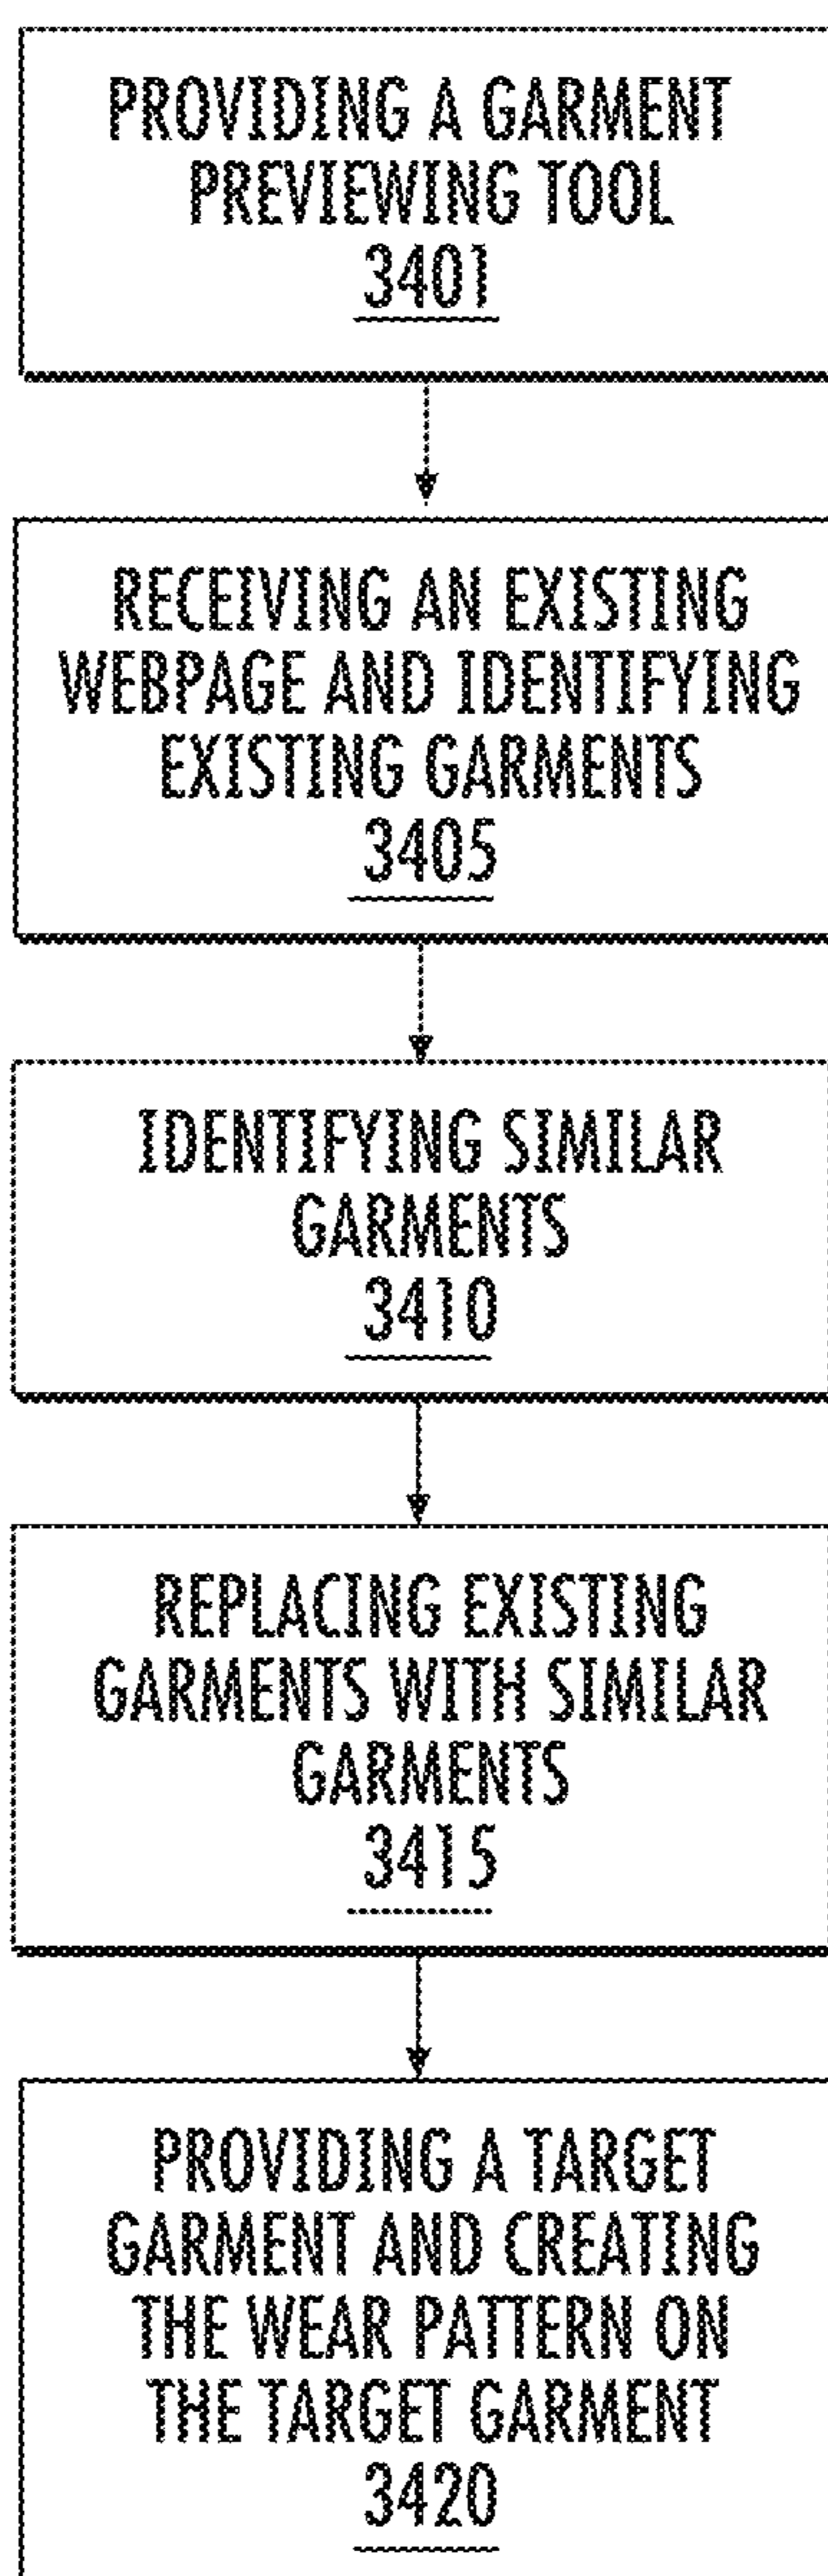 PROVIDING A GARMENT
PREVIEWING TOOL
3401
RECEIVING AN EXISTING
WEBPAGE AND IDENTIFYING
EXISTING GARMENTS
3405
IDENTIFYING SIMILAR
GARMENTS
3410
REPLACING EXISTING
GARMENTS WITH SIMILAR
GARMENTS
3415
PROVIDING A TARGET
GARMENT AND CREATING
THE WEAR PATTERN ON
THE TARGET GARMENT
3420